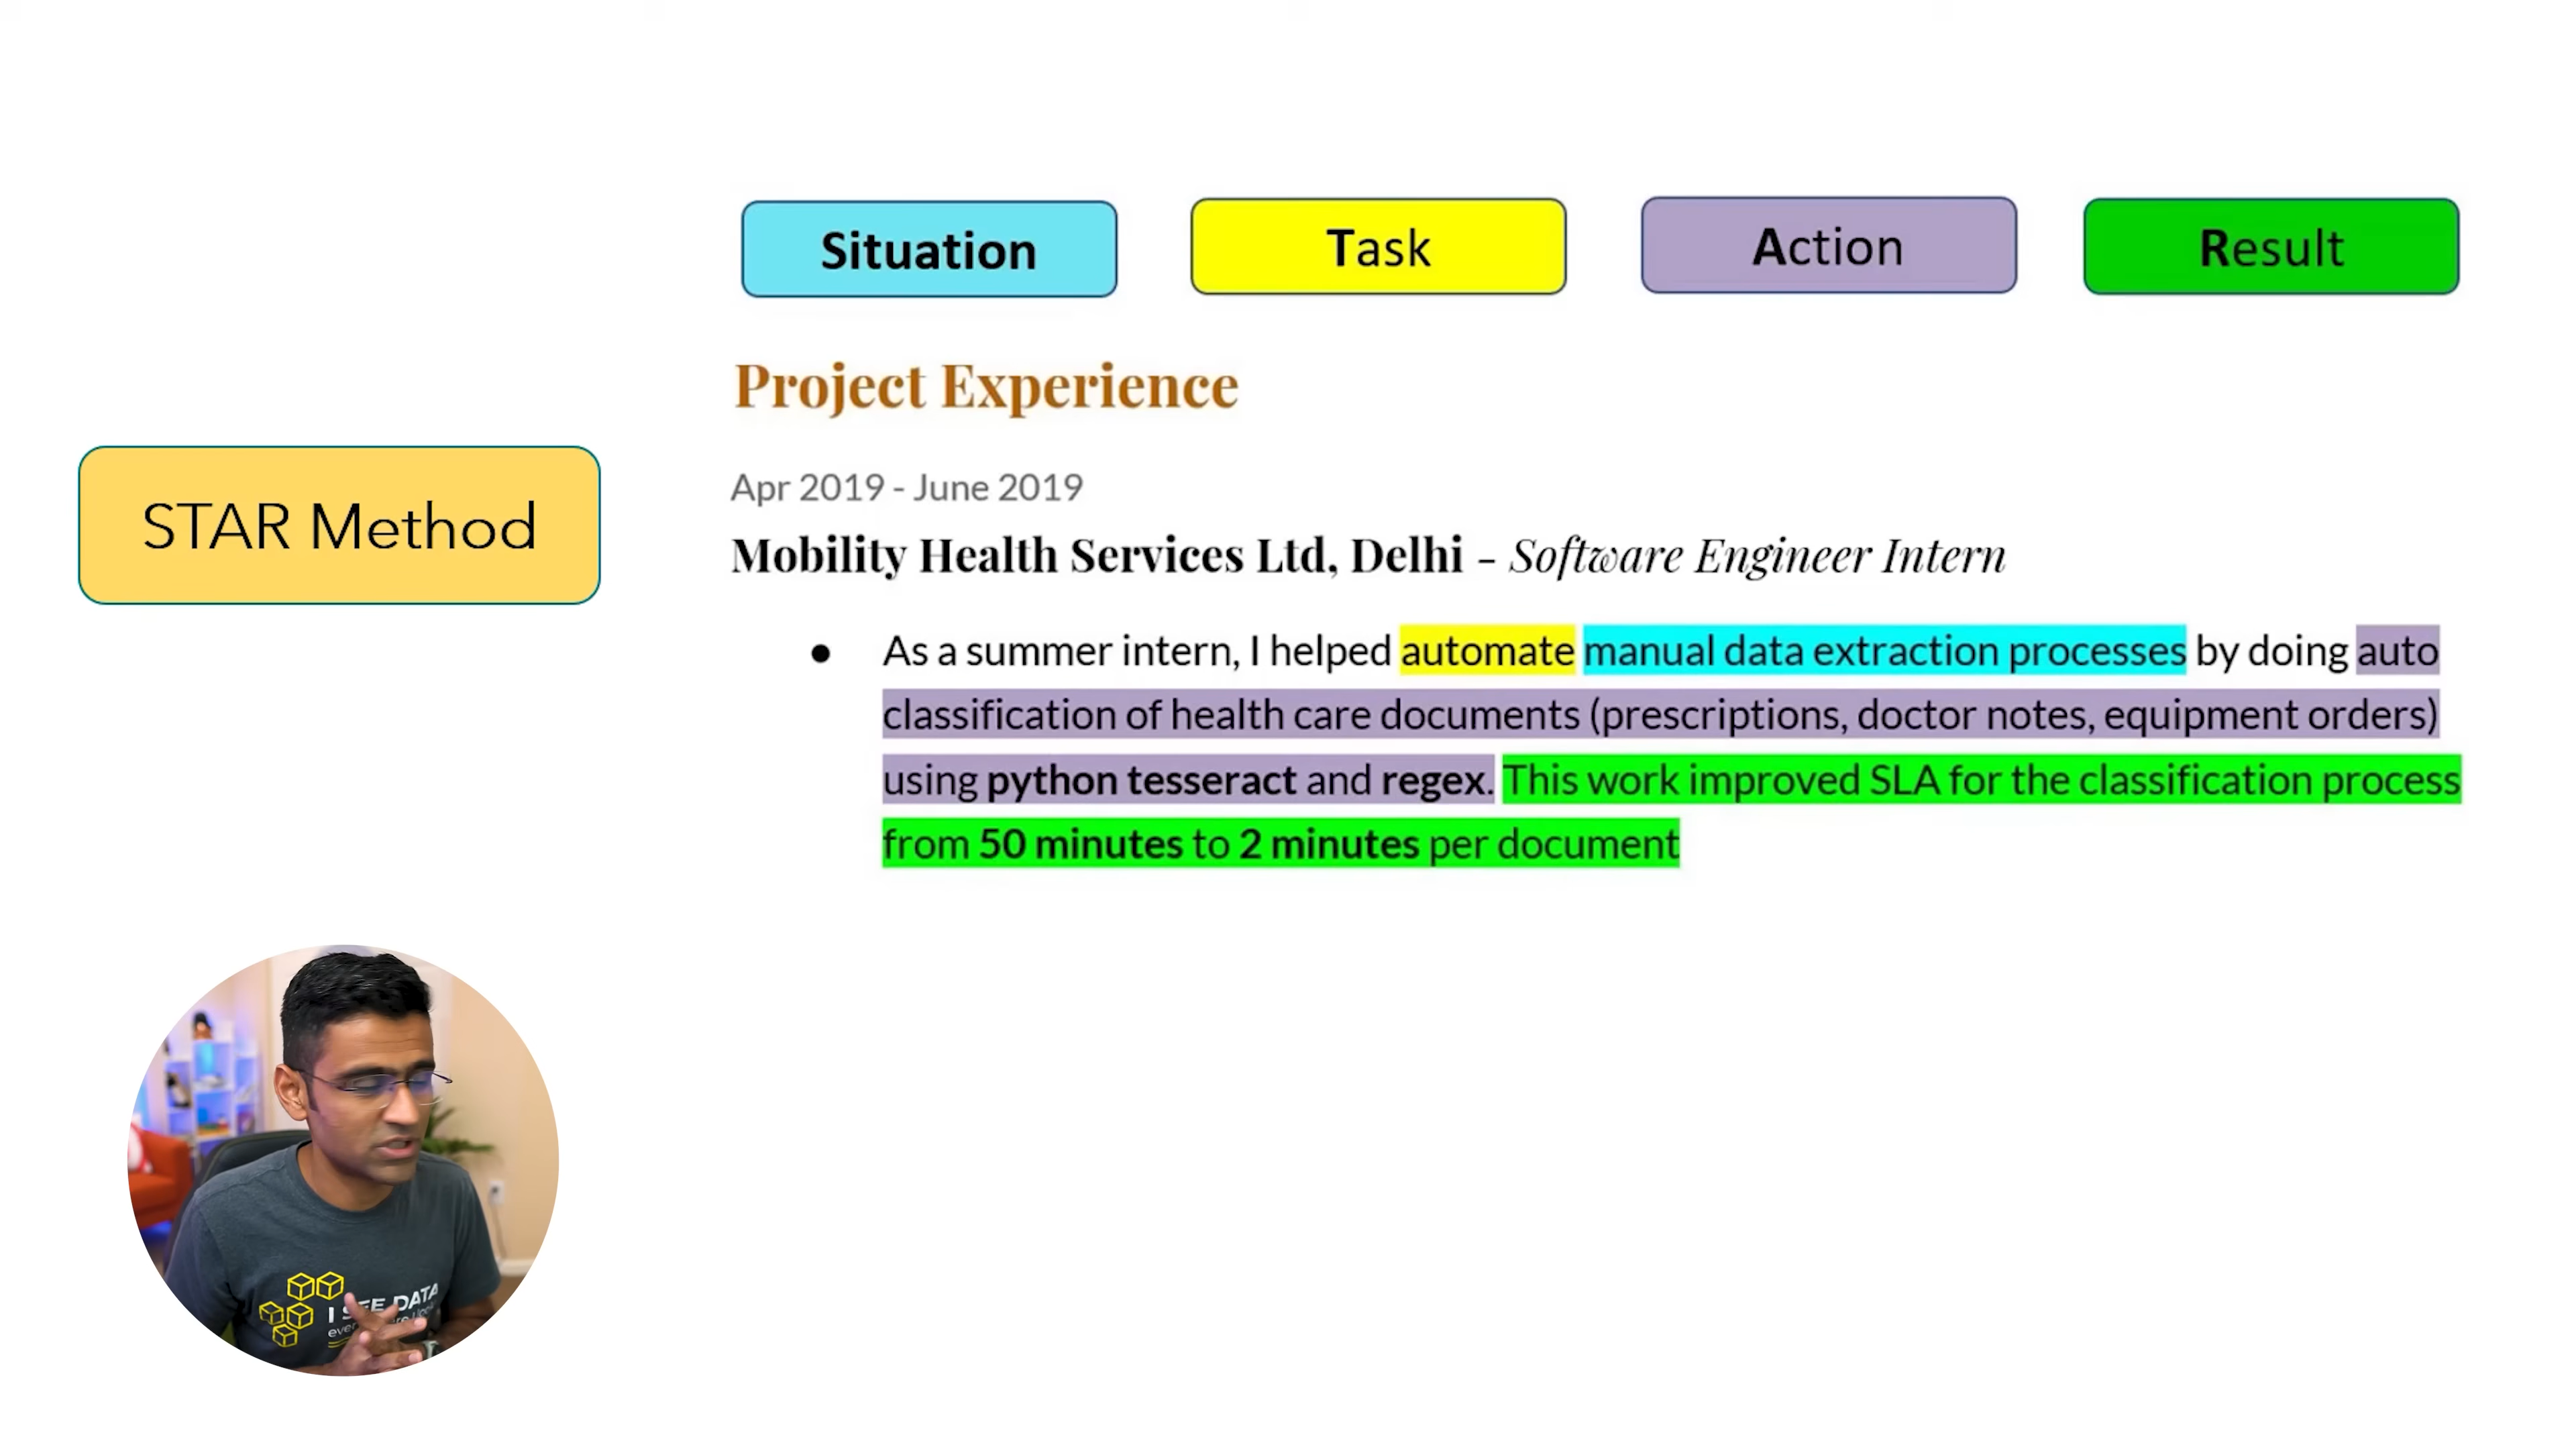 Situation
Task
Action
Result
Project Experience
Apr 2019 - June 2019
STAR Method
Mobility Health Services Ltd, Delhi - Software Engineer Intern
● As a summer intern, I helped automate manual data extraction processes by doing auto
classification of health care documents (prescriptions, doctor notes, equipment orders)
using python tesseract and regex. This work improved SLA for the classification process
from 50 minutes to 2 minutes per document
I SEE DATA